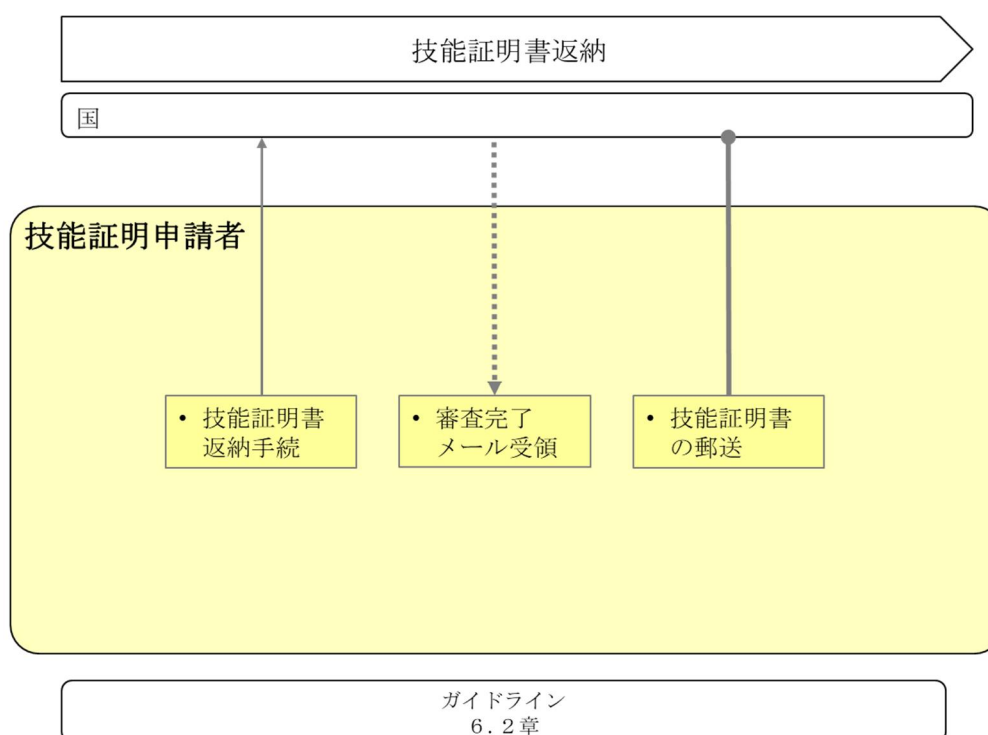 技能証明書返納
国
技能証明申請者
• 技能証明書
返納手続
• 審査完了
メール受領
• 技能証明書
の郵送
ガイドライン
6.2章